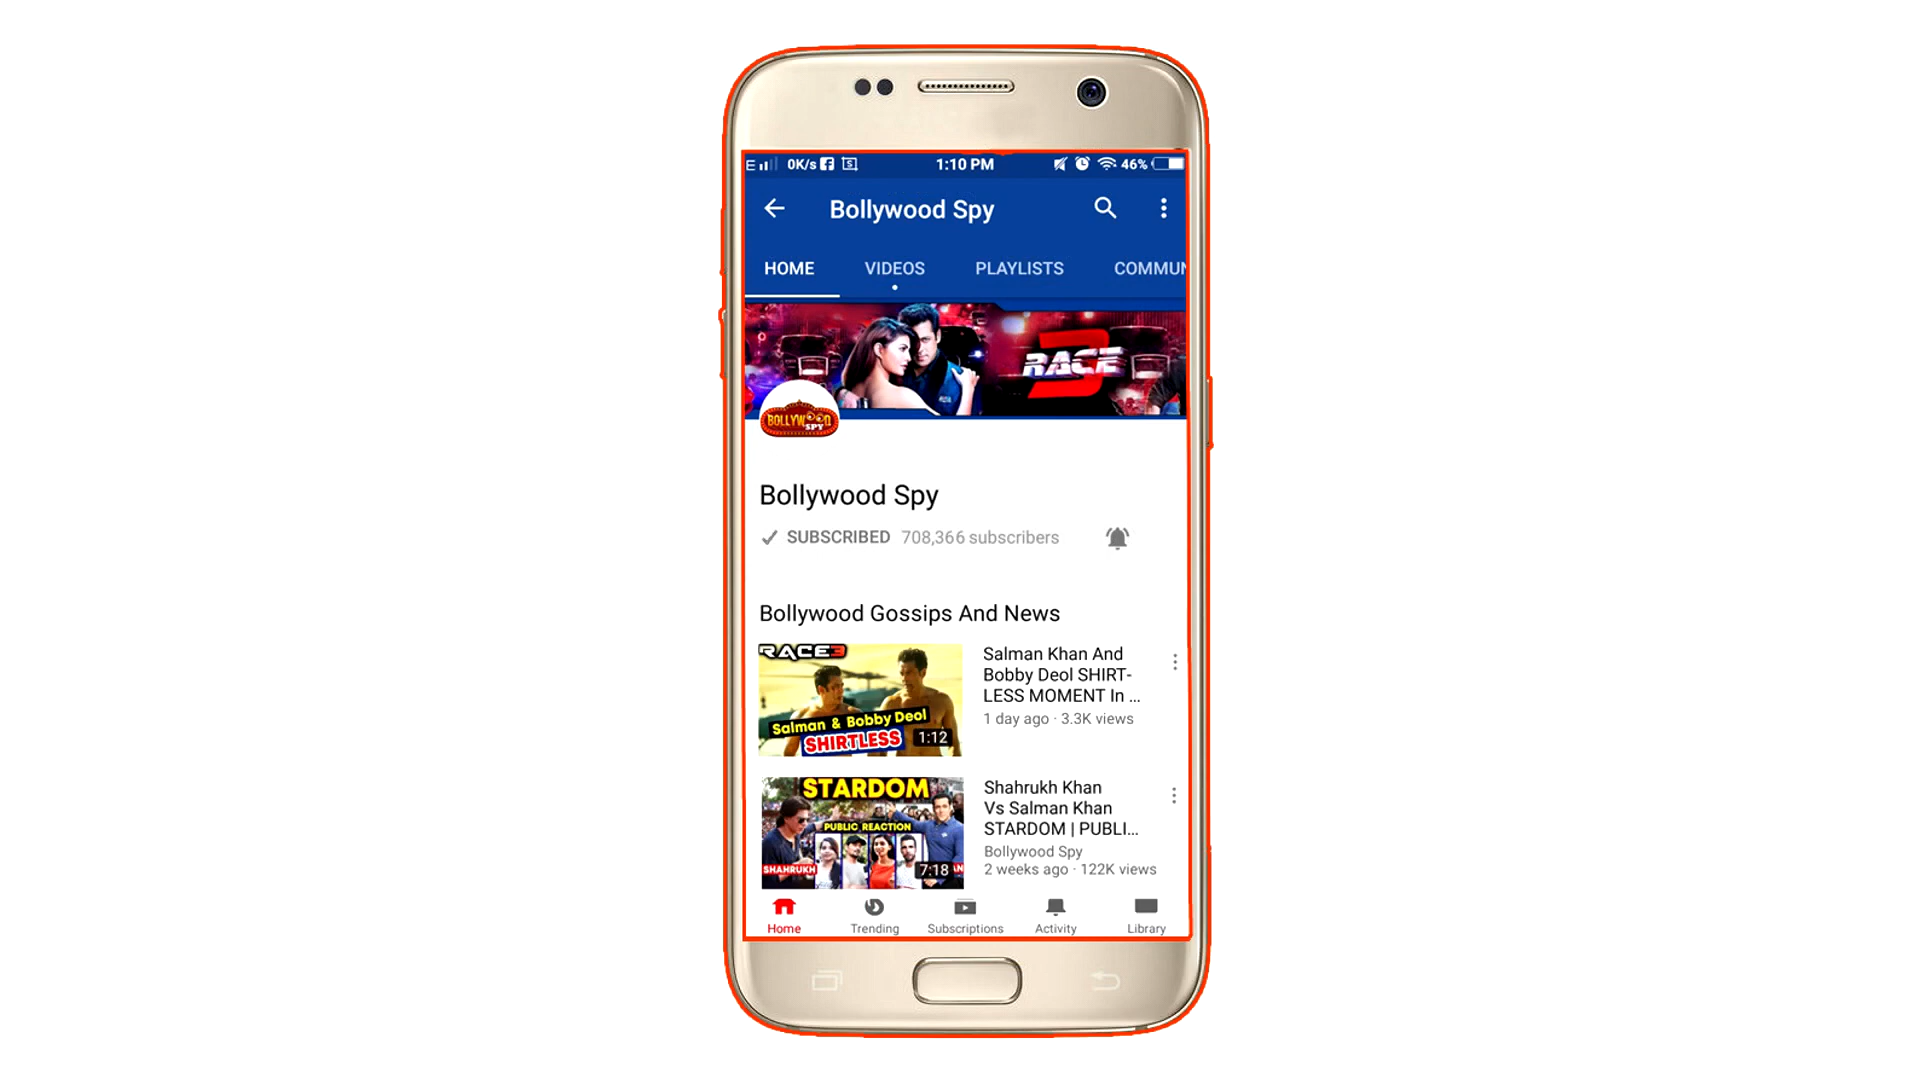 E 0K/s 1:10 PM 46%
Bollywood Spy
HOME VIDEOS PLAYLISTS COMMUN
RACE 3
BOLLYWOOD
SPY
Bollywood Spy
SUBSCRIBED 708,366 subscribers
Bollywood Gossips And News
RACE3
Salman & Bobby Deol
SHIRTLESS
1:12
Salman Khan And
Bobby Deol SHIRT-
LESS MOMENT In ...
1 day ago · 3.3K views
STARDOM
PUBLIC REACTION
SHAHRUKH
7:18
Shahrukh Khan
Vs Salman Khan
STARDOM | PUBLI...
Bollywood Spy
2 weeks ago · 122K views
Home Trending Subscriptions Activity Library